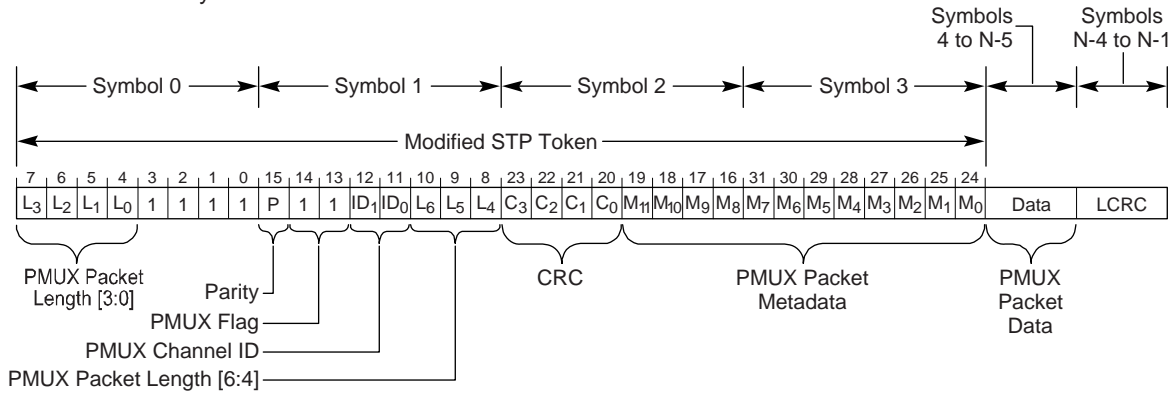 Symbols
4 to N-5
Symbols
N-4 to N-1
Symbol 0
Symbol 1
Symbol 2
Symbol 3
Modified STP Token
7 6 5 4 3 2 1 0 15 14 13 12 11 10 9 8 23 22 21 20 19 18 17 16 31 30 29 28 27 26 25 24
L3 L2 L1 L0 1 1 1 1 P 1 1 ID1 ID0 L6 L5 L4 C3 C2 C1 C0 M11 M10 M9 M8 M7 M6 M5 M4 M3 M2 M1 M0 Data LCRC
PMUX Packet
Length [3:0]
Parity
PMUX Flag
PMUX Channel ID
PMUX Packet Length [6:4]
CRC
PMUX Packet
Metadata
PMUX
Packet
Data